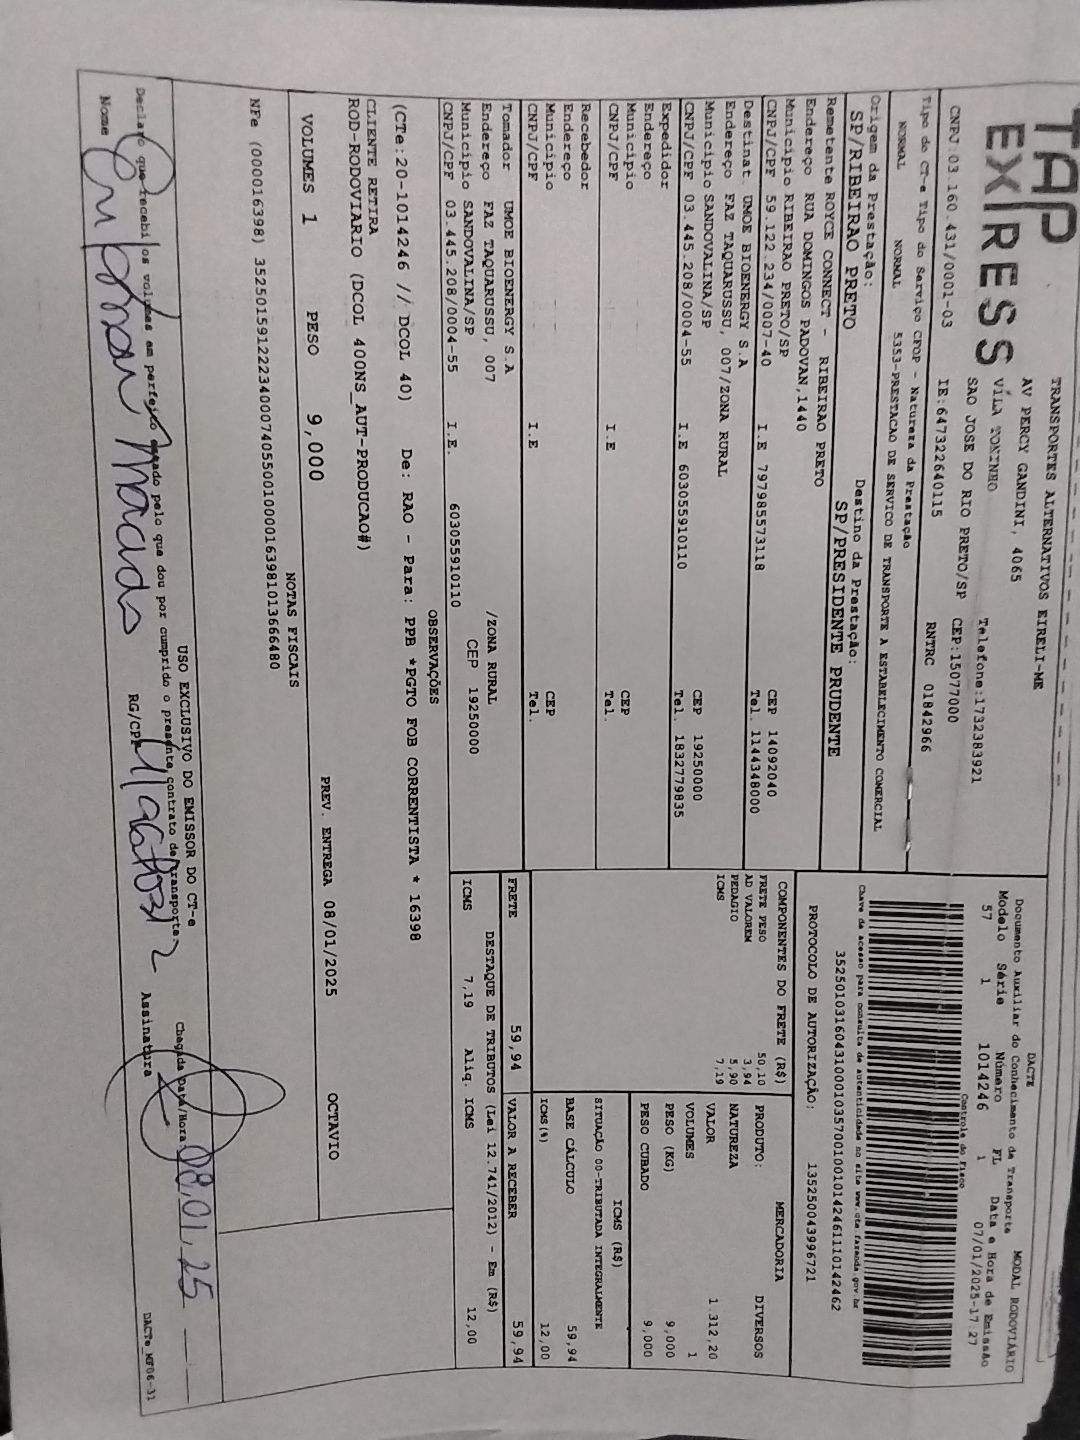 TAP
EXPRESS
TRANSPORTES ALTERNATIVOS EIRELI-ME
AV PERCY GANDINI, 4065
VILA TONINHO
SAO JOSE DO RIO PRETO/SP CEP:15077000
Telefone:1732383921
CNPJ:03.160.431/0001-03 IE:647322640115 RNTRC 01842966
Tipo do CT-e Tipo do Serviço CFOP - Natureza da Prestação
NORMAL NORMAL 5353-PRESTACAO DE SERVICO DE TRANSPORTE A ESTABELECIMENTO COMERCIAL
Origem da Prestação: Destino da Prestação:
SP/RIBEIRAO PRETO SP/PRESIDENTE PRUDENTE
Remetente ROYCE CONNECT - RIBEIRAO PRETO
Endereço RUA DOMINGOS PADOVAN,1440
Municipio RIBEIRAO PRETO/SP CEP 14092040
CNPJ/CPF 59.122.234/0007-40 I.E 797985573118 Tel. 1144348000
Destinat. UMOE BIOENERGY S.A
Endereço FAZ TAQUARUSSU, 007/ZONA RURAL
Municipio SANDOVALINA/SP CEP 19250000
CNPJ/CPF 03.445.208/0004-55 I.E 603055910110 Tel. 1832779835
Expedidor
Endereço
Municipio CEP
CNPJ/CPF I.E Tel.
Recebedor
Endereço
Municipio CEP
CNPJ/CPF I.E Tel.
Tomador UMOE BIOENERGY S.A
Endereço FAZ TAQUARUSSU, 007 /ZONA RURAL
Municipio SANDOVALINA/SP CEP 19250000
CNPJ/CPF 03.445.208/0004-55 I.E. 603055910110
DACTE MODAL RODOVIÁRIO
Documento Auxiliar do Conhecimento de Transporte
Modelo Série Número FL Data e Hora de Emissão
57 1 1014246 1 07/01/2025-17:27
Controle do Fisco
Chave de acesso para consulta de autenticidade no site www.cte.fazenda.gov.br
35250103160431000103570010010142461110142462
PROTOCOLO DE AUTORIZAÇÃO: 135250043996721
COMPONENTES DO FRETE (R$)
FRETE PESO 50,10
AD VALOREM 3,94
PEDAGIO 5,90
ICMS 7,19
FRETE 59,94
MERCADORIA
PRODUTO: DIVERSOS
NATUREZA
VALOR 1.312,20
VOLUMES 1
PESO (KG) 9,000
PESO CUBADO 9,000
ICMS (R$)
SITUAÇÃO 00-TRIBUTADA INTEGRALMENTE
BASE CÁLCULO 59,94
ICMS(%) 12,00
VALOR A RECEBER 59,94
DESTAQUE DE TRIBUTOS (Lei 12.741/2012) - Em (R$)
ICMS 7,19 Aliq. ICMS 12,00
OBSERVAÇÕES
(CTe:20-1014246 // DCOL 40) De: RAO - Para: PPB *PGTO FOB CORRENTISTA * 16398
CLIENTE RETIRA
ROD-RODOVIARIO (DCOL 400NS_AUT-PRODUCAO#)
VOLUMES 1 PESO 9,000 PREV. ENTREGA 08/01/2025 OCTAVIO
NOTAS FISCAIS
NFe (000016398) 35250159122234000740550010000163981013666480
USO EXCLUSIVO DO EMISSOR DO CT-e
Declaro que recebi os volumes em perfeito estado pelo que dou por cumprido o presente contrato de transporte. Chegada Data/Hora: 08.01.25
Nome RG/CPF Assinatura
DACTe_MF06-31